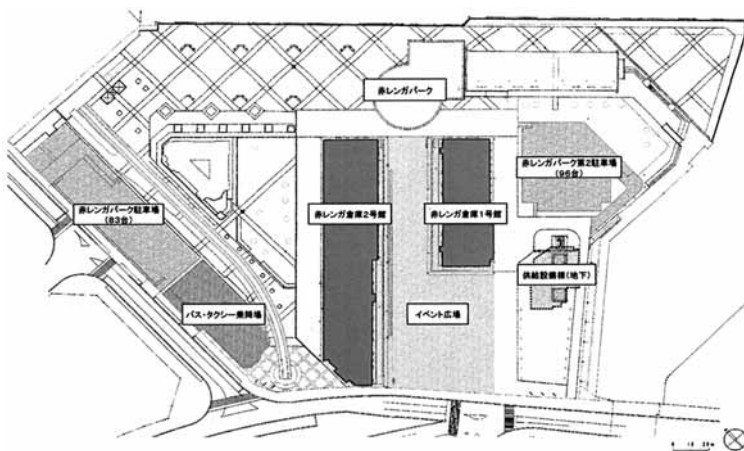 赤レンガパーク
赤レンガパーク第2駐車場
(96台)
赤レンガパーク駐車場
(83台)
赤レンガ倉庫2号館
赤レンガ倉庫1号館
供給設備棟(地下)
バス・タクシー乗降場
イベント広場